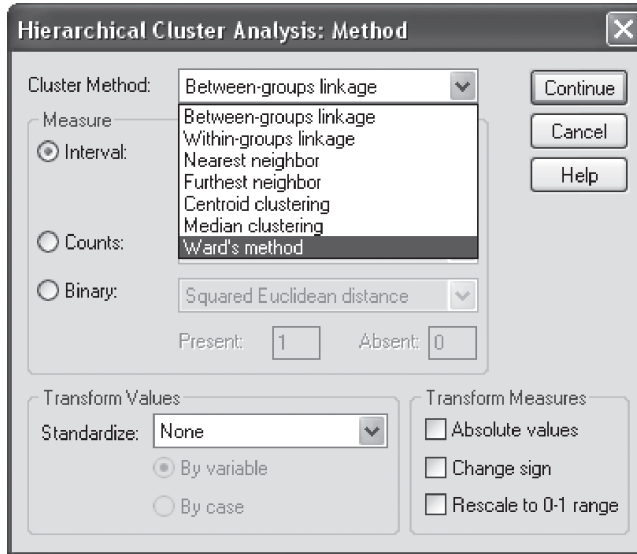 Hierarchical Cluster Analysis: Method
Cluster Method:
Between-groups linkage
Between-groups linkage
Within-groups linkage
Nearest neighbor
Furthest neighbor
Centroid clustering
Median clustering
Ward's method
Measure
Interval:
Counts:
Binary:
Squared Euclidean distance
Present: 1 Absent: 0
Continue
Cancel
Help
Transform Values
Standardize: None
By variable
By case
Transform Measures
Absolute values
Change sign
Rescale to 0-1 range